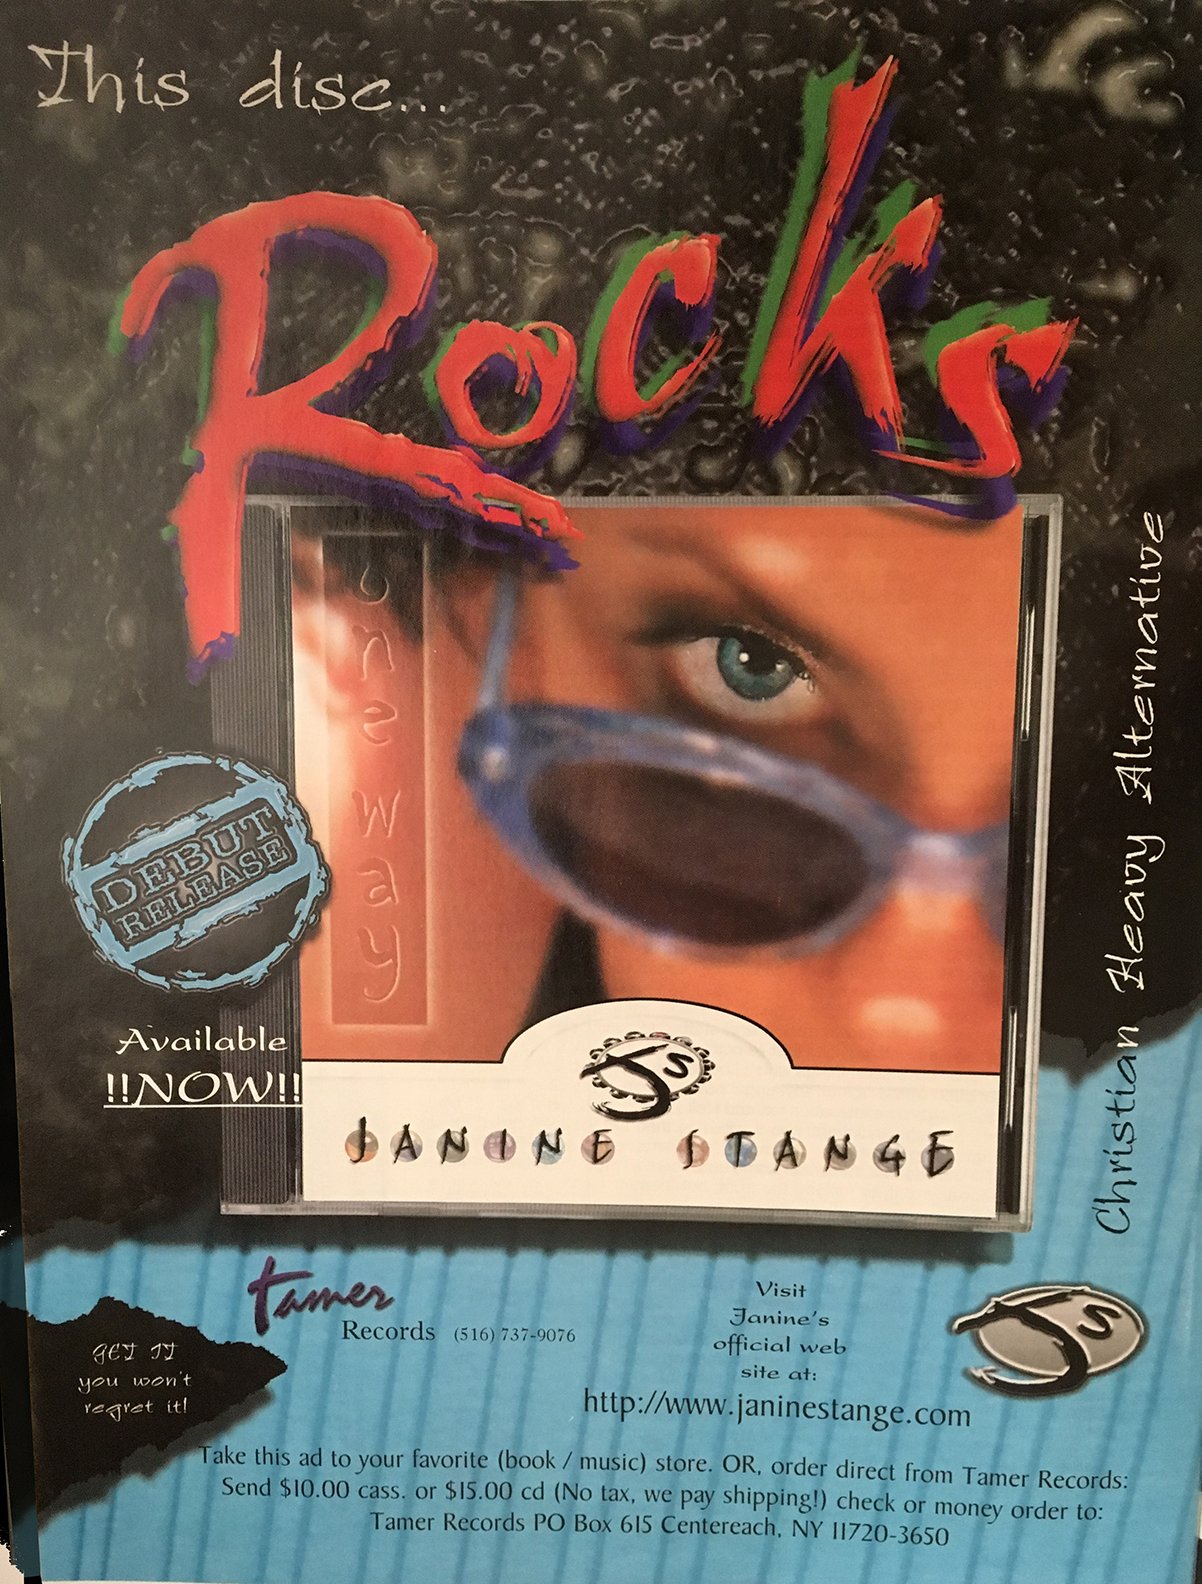 This disc...
Rocks
one way
DEBUT
RELEASE
Available
!!NOW!!
JS
JANINE STANGE
Christian Heavy Alternative
tamer
Records (516) 737-9076
Visit
Janine's
official web
site at:
http://www.janinestange.com
JS
GET IT
you won't
regret it!
Take this ad to your favorite (book / music) store. OR, order direct from Tamer Records:
Send $10.00 cass. or $15.00 cd (No tax, we pay shipping!) check or money order to:
Tamer Records PO Box 615 Centereach, NY 11720-3650